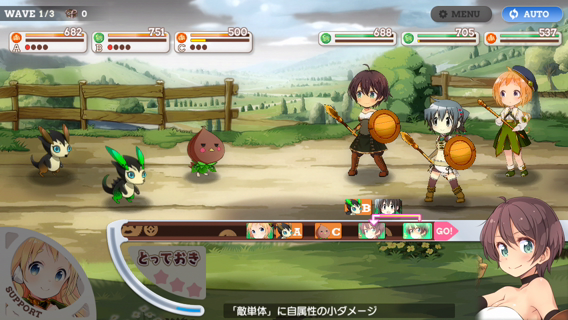 WAVE 1/3 0 MENU AUTO
682 751 500 688 705 537
A B C
B
A C GO!
とっておき
SUPPORT
「敵単体」に自属性の小ダメージ